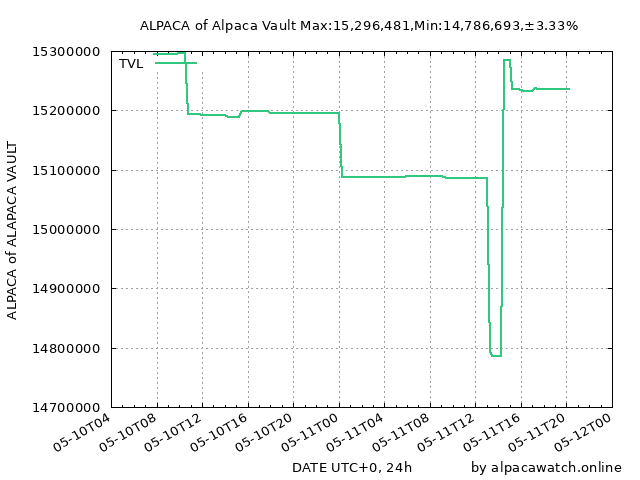 ALPACA of Alpaca Vault Max:15,296,481,Min:14,786,693,±3.33%
TVL
ALPACA of ALAPACA VAULT
15300000
15200000
15100000
15000000
14900000
14800000
14700000
05-10T04
05-10T08
05-10T12
05-10T16
05-10T20
05-11T00
05-11T04
05-11T08
05-11T12
05-11T16
05-11T20
05-12T00
DATE UTC+0, 24h
by alpacawatch.online